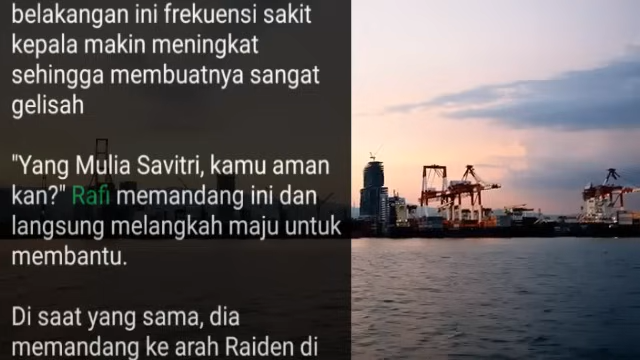 belakangan ini frekuensi sakit
kepala makin meningkat
sehingga membuatnya sangat
gelisah
"Yang Mulia Savitri, kamu aman
kan?" Rafi memandang ini dan
langsung melangkah maju untuk
membantu.
Di saat yang sama, dia
memandang ke arah Raiden di